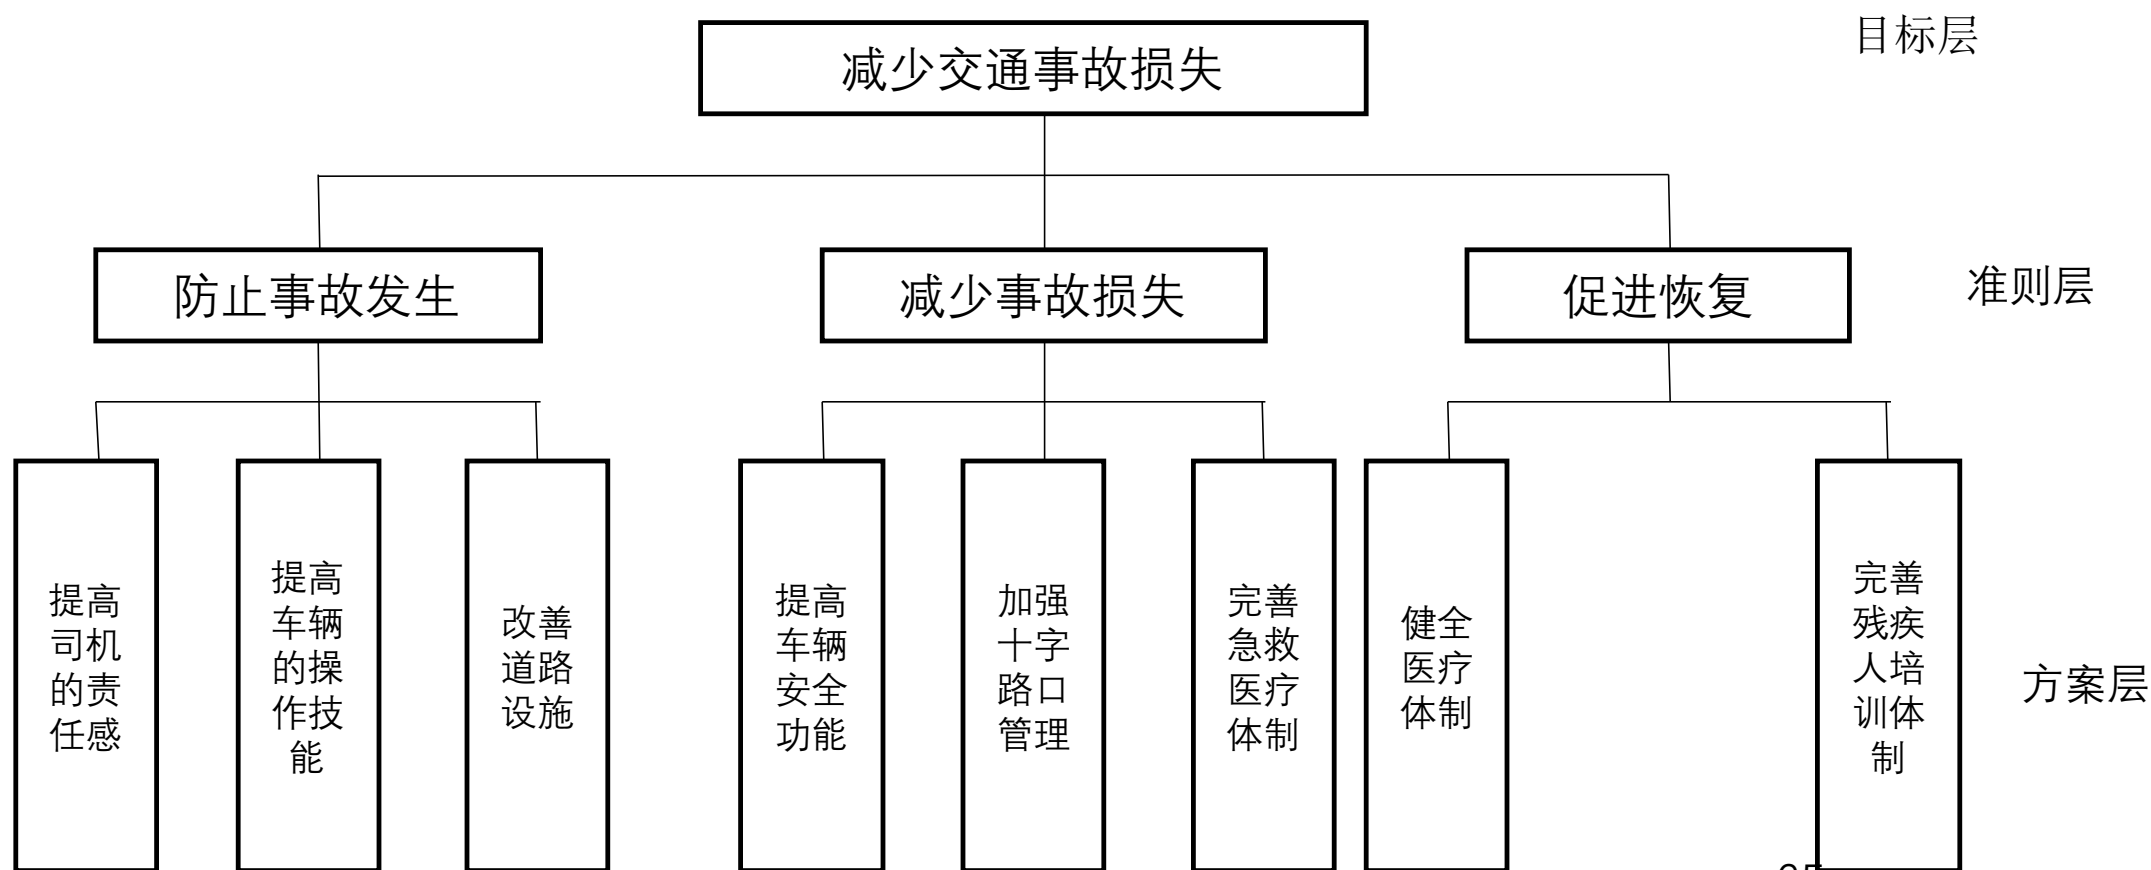 目标层
减少交通事故损失
防止事故发生
减少事故损失
促进恢复
准则层
提高
司机
的责
任感
提高
车辆
的操
作技
能
改善
道路
设施
提高
车辆
安全
功能
加强
十字
路口
管理
完善
急救
医疗
体制
健全
医疗
体制
完善
残疾
人培
训体
制
方案层